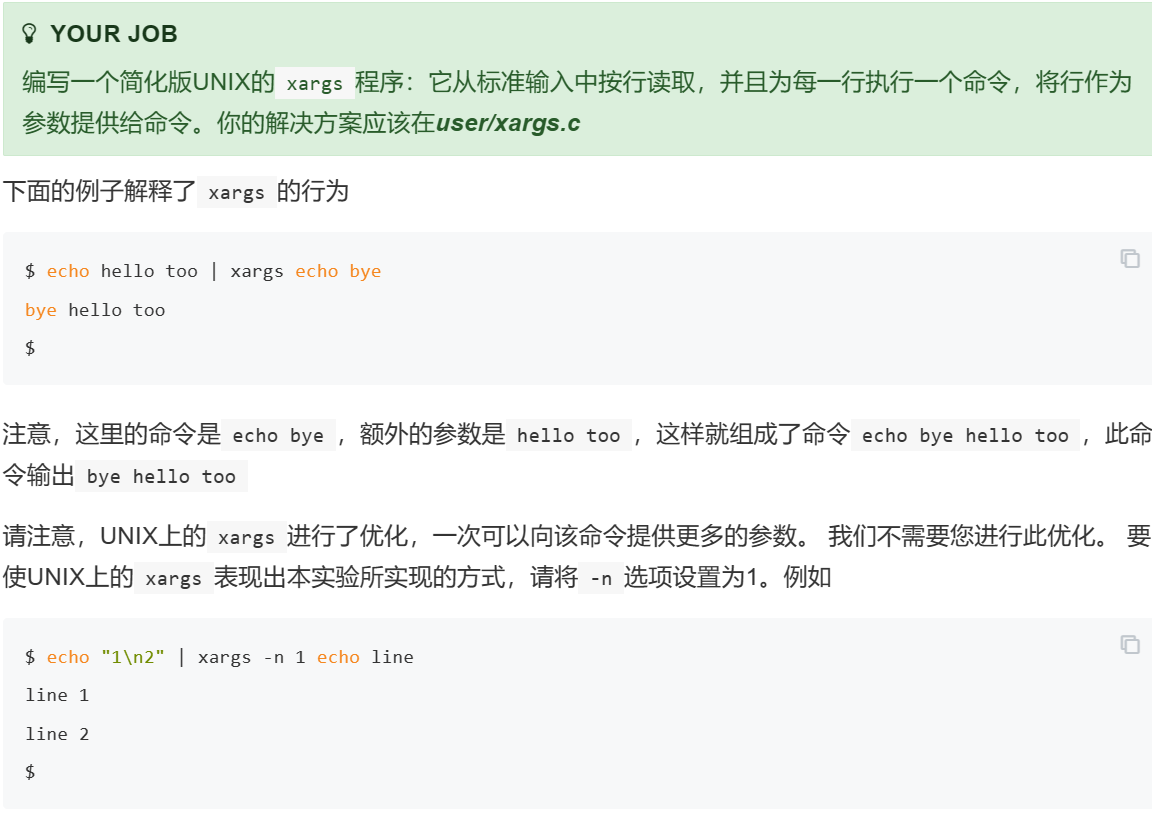 YOUR JOB
编写一个简化版UNIX的 xargs 程序：它从标准输入中按行读取，并且为每一行执行一个命令，将行作为
参数提供给命令。你的解决方案应该在user/xargs.c
下面的例子解释了 xargs 的行为
$ echo hello too | xargs echo bye
bye hello too
$
注意，这里的命令是 echo bye ，额外的参数是 hello too ，这样就组成了命令 echo bye hello too ，此命
令输出 bye hello too
请注意，UNIX上的 xargs 进行了优化，一次可以向该命令提供更多的参数。 我们不需要您进行此优化。 要
使UNIX上的 xargs 表现出本实验所实现的方式，请将 -n 选项设置为1。例如
$ echo "1\n2" | xargs -n 1 echo line
line 1
line 2
$